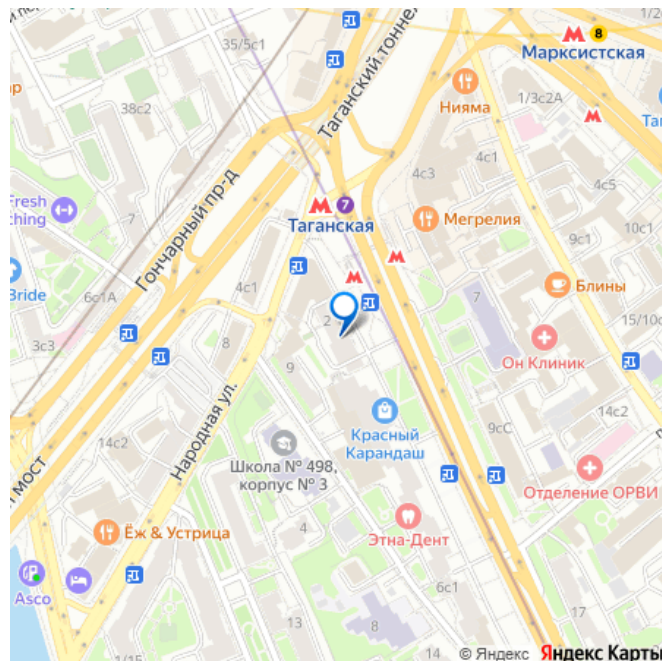 35/5с1
Таганский тоннель
8
Марксистская
38с2
Нияма
1/3с2А
ар
7
4с3
4с1
Fresh
ching
Гончарный пр-д
7
Таганская
Мегрелия
4с5
10с1
9с1
Bride
6с1А
4с1
Блины
7
15/10с
3с3
2
8
Он Клиник
9
Народная ул.
Красный
Карандаш
9сС
14с2
14с2
Школа № 498,
корпус № 3
Отделение ОРВИ
мост
Ёж & Устрица
4
Этна-Дент
Asco
6с1
17
1/15
© Яндекс Яндекс Карты